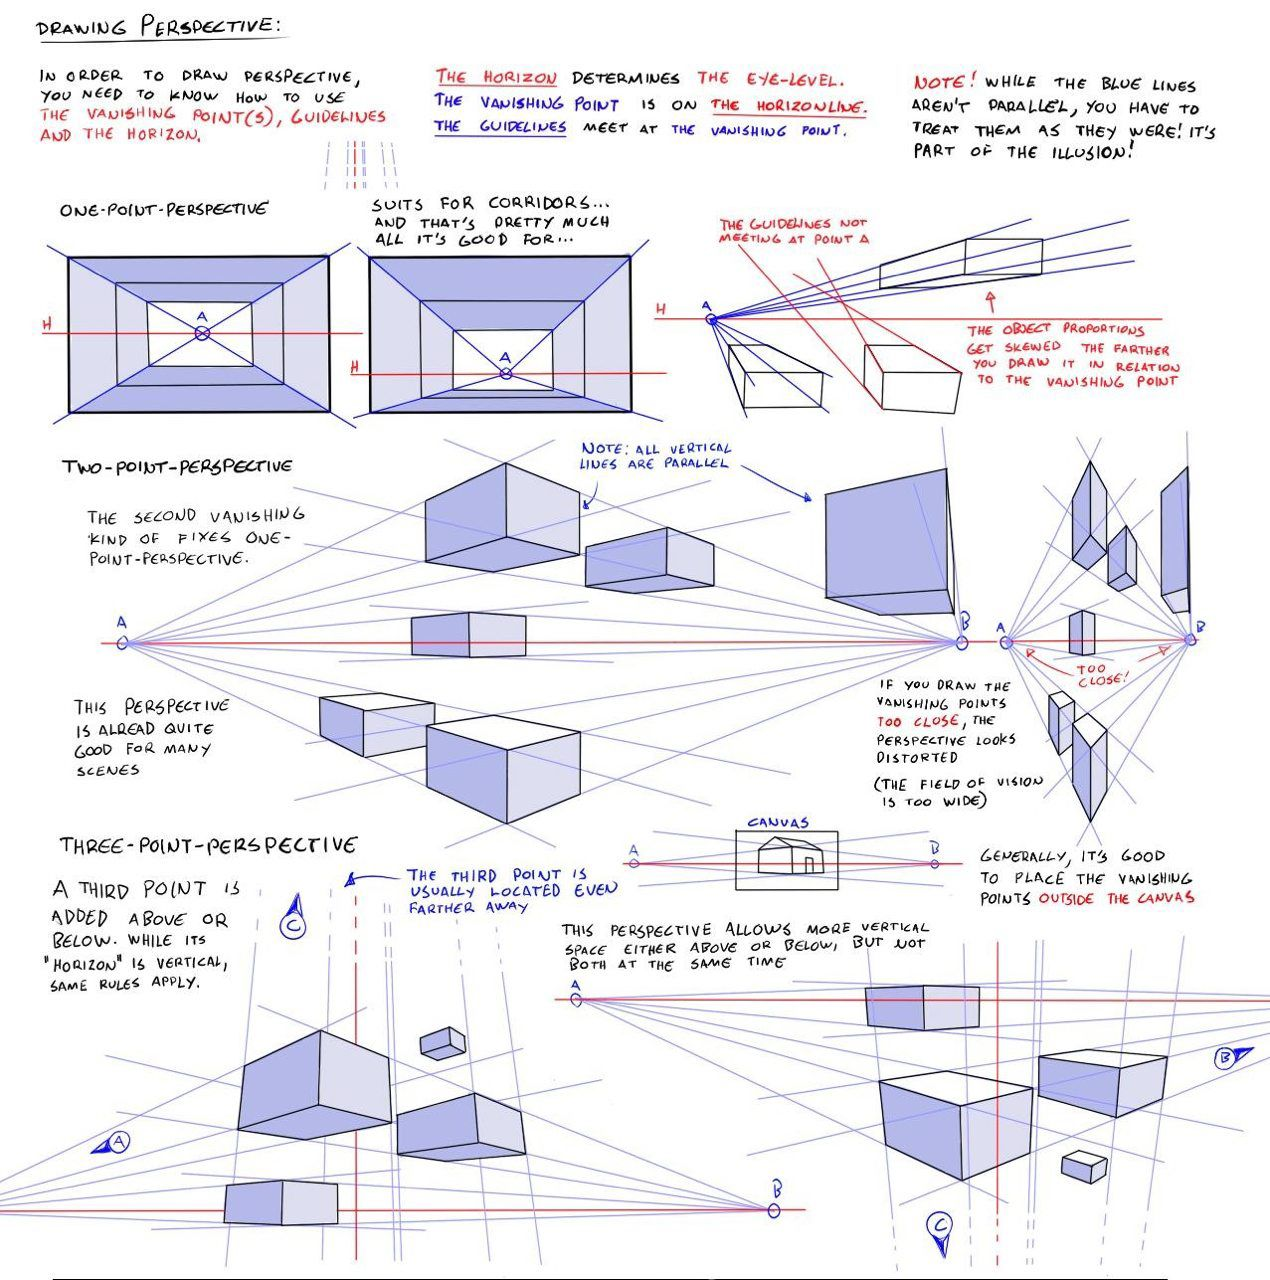 DRAWING PERSPECTIVE:
IN ORDER TO DRAW PERSPECTIVE,
YOU NEED TO KNOW HOW TO USE
THE VANISHING POINT(S), GUIDELINES
AND THE HORIZON.
THE HORIZON DETERMINES THE EYE-LEVEL.
THE VANISHING POINT IS ON THE HORIZONLINE.
THE GUIDELINES MEET AT THE VANISHING POINT.
NOTE! WHILE THE BLUE LINES
AREN'T PARALLEL, YOU HAVE TO
TREAT THEM AS THEY WERE! IT'S
PART OF THE ILLUSION!
ONE-POINT-PERSPECTIVE
SUITS FOR CORRIDORS...
AND THAT'S PRETTY MUCH
ALL IT'S GOOD FOR...
H
A
H
A
THE GUIDELINES NOT
MEETING AT POINT A
H
A
THE OBJECT PROPORTIONS
GET SKEWED THE FARTHER
YOU DRAW IT IN RELATION
TO THE VANISHING POINT
TWO-POINT-PERSPECTIVE
THE SECOND VANISHING
KIND OF FIXES ONE-
POINT-PERSPECTIVE.
NOTE: ALL VERTICAL
LINES ARE PARALLEL
A
B
A
B
TOO
CLOSE!
THIS PERSPECTIVE
IS ALREAD QUITE
GOOD FOR MANY
SCENES
IF YOU DRAW THE
VANISHING POINTS
TOO CLOSE, THE
PERSPECTIVE LOOKS
DISTORTED
(THE FIELD OF VISION
IS TOO WIDE)
CANVAS
A
B
GENERALLY, IT'S GOOD
TO PLACE THE VANISHING
POINTS OUTSIDE THE CANVAS
THREE-POINT-PERSPECTIVE
A THIRD POINT IS
ADDED ABOVE OR
BELOW. WHILE ITS
"HORIZON" IS VERTICAL,
SAME RULES APPLY.
C
THE THIRD POINT IS
USUALLY LOCATED EVEN
FARTHER AWAY
THIS PERSPECTIVE ALLOWS MORE VERTICAL
SPACE EITHER ABOVE OR BELOW, BUT NOT
BOTH AT THE SAME TIME
A
B
A
B
C